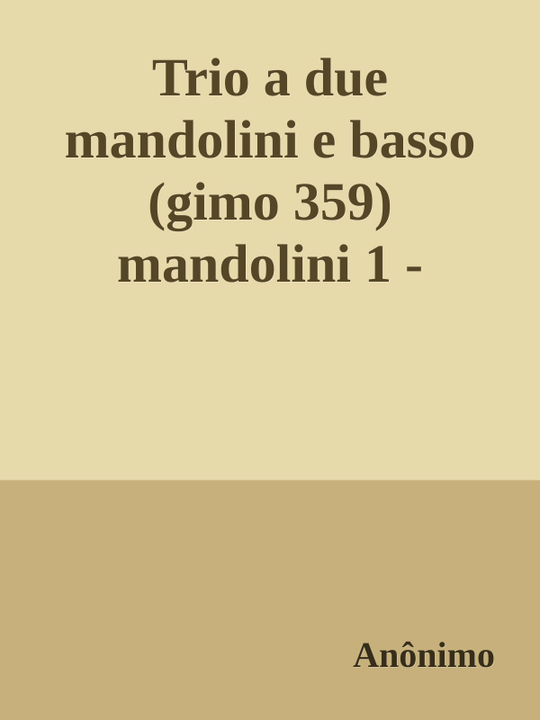 Trio a due
mandolini e basso
(gimo 359)
mandolini 1 -
Anônimo